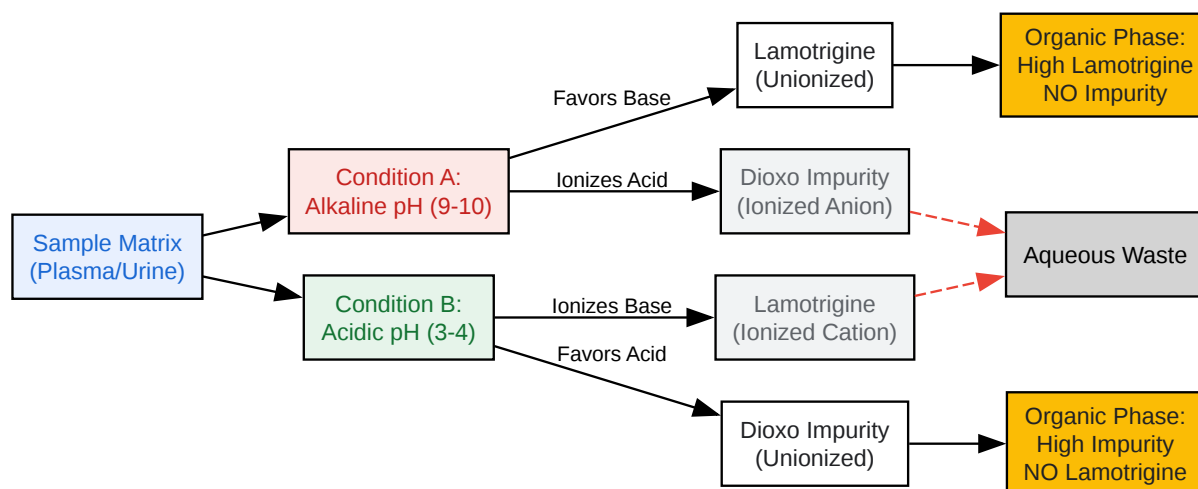 Sample Matrix
(Plasma/Urine)
Condition A:
Alkaline pH (9-10)
Condition B:
Acidic pH (3-4)
Favors Base
Ionizes Acid
Ionizes Base
Favors Acid
Lamotrigine
(Unionized)
Dioxo Impurity
(Ionized Anion)
Lamotrigine
(Ionized Cation)
Dioxo Impurity
(Unionized)
Organic Phase:
High Lamotrigine
NO Impurity
Aqueous Waste
Organic Phase:
High Impurity
NO Lamotrigine